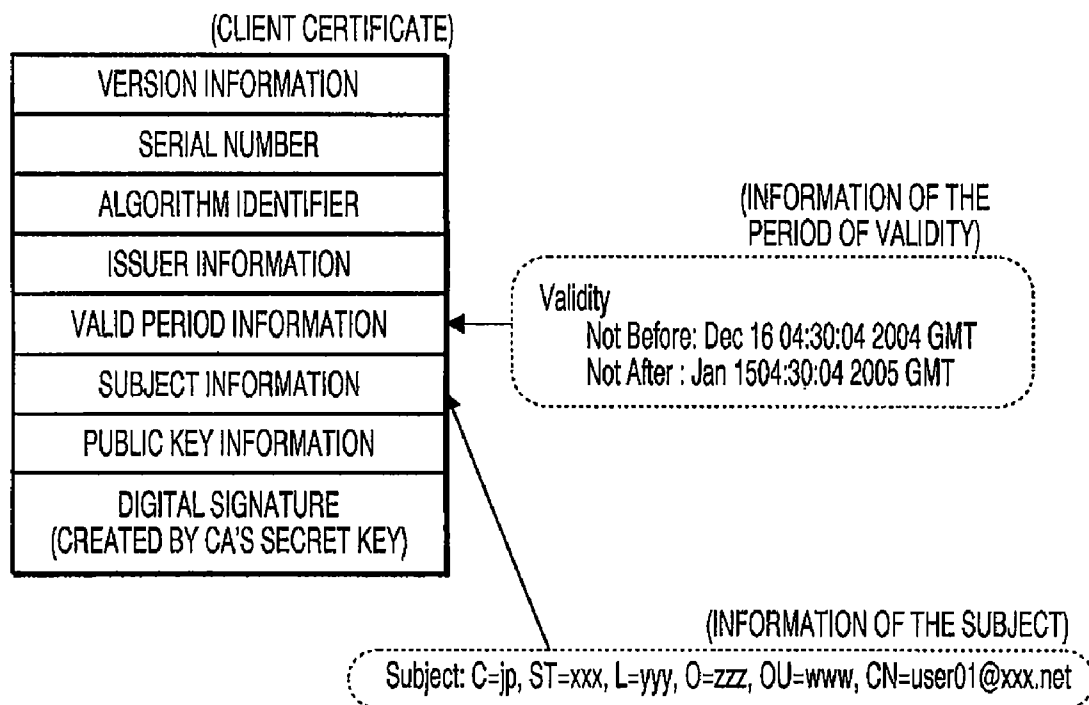 (CLIENT CERTIFICATE)
VERSION INFORMATION
SERIAL NUMBER
ALGORITHM IDENTIFIER
ISSUER INFORMATION
VALID PERIOD INFORMATION
SUBJECT INFORMATION
PUBLIC KEY INFORMATION
DIGITAL SIGNATURE
(CREATED BY CA'S SECRET KEY)
(INFORMATION OF THE
PERIOD OF VALIDITY)
Validity
Not Before: Dec 16 04:30:04 2004 GMT
Not After : Jan 1504:30:04 2005 GMT
(INFORMATION OF THE SUBJECT)
Subject: C=jp, ST=xxx, L=yyy, O=zzz, OU=www, CN=user01@xxx.net